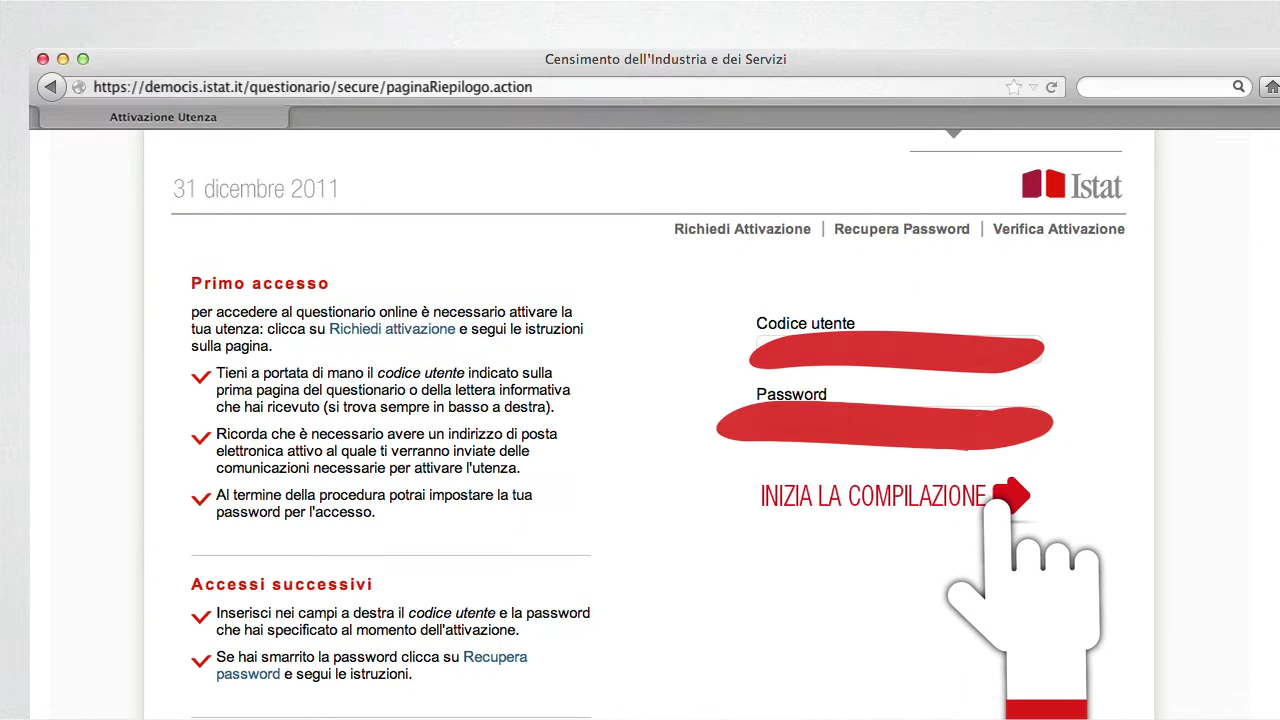 Censimento dell'Industria e dei Servizi
https://democis.istat.it/questionario/secure/paginaRiepilogo.action
Attivazione Utenza
31 dicembre 2011
Istat
Richiedi Attivazione | Recupera Password | Verifica Attivazione
Primo accesso
per accedere al questionario online è necessario attivare la
tua utenza: clicca su Richiedi attivazione e segui le istruzioni
sulla pagina.
Tieni a portata di mano il codice utente indicato sulla
prima pagina del questionario o della lettera informativa
che hai ricevuto (si trova sempre in basso a destra).
Ricorda che è necessario avere un indirizzo di posta
elettronica attivo al quale ti verranno inviate delle
comunicazioni necessarie per attivare l'utenza.
Al termine della procedura potrai impostare la tua
password per l'accesso.
Accessi successivi
Inserisci nei campi a destra il codice utente e la password
che hai specificato al momento dell'attivazione.
Se hai smarrito la password clicca su Recupera
password e segui le istruzioni.
Codice utente
Password
INIZIA LA COMPILAZIONE